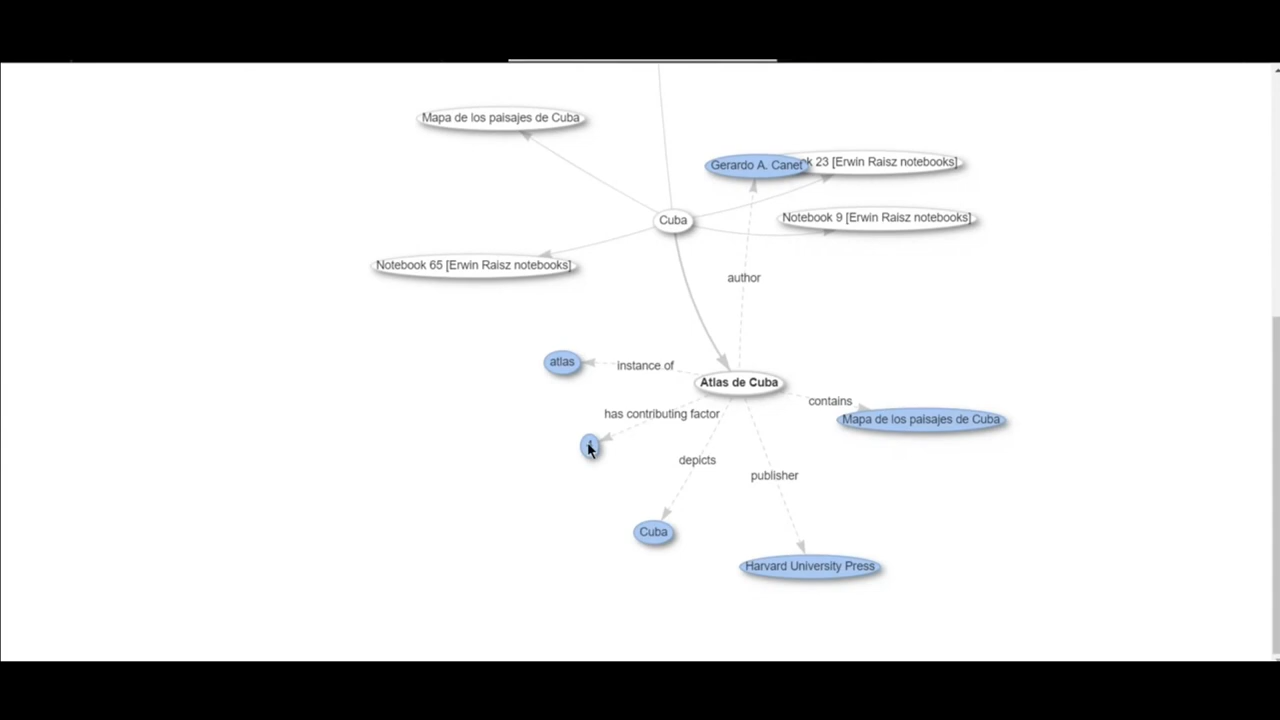 Mapa de los paisajes de Cuba
Gerardo A. Canet
23 [Erwin Raisz notebooks]
Cuba
Notebook 9 [Erwin Raisz notebooks]
Notebook 65 [Erwin Raisz notebooks]
author
atlas
instance of
Atlas de Cuba
contains
has contributing factor
Mapa de los paisajes de Cuba
depicts
publisher
Cuba
Harvard University Press